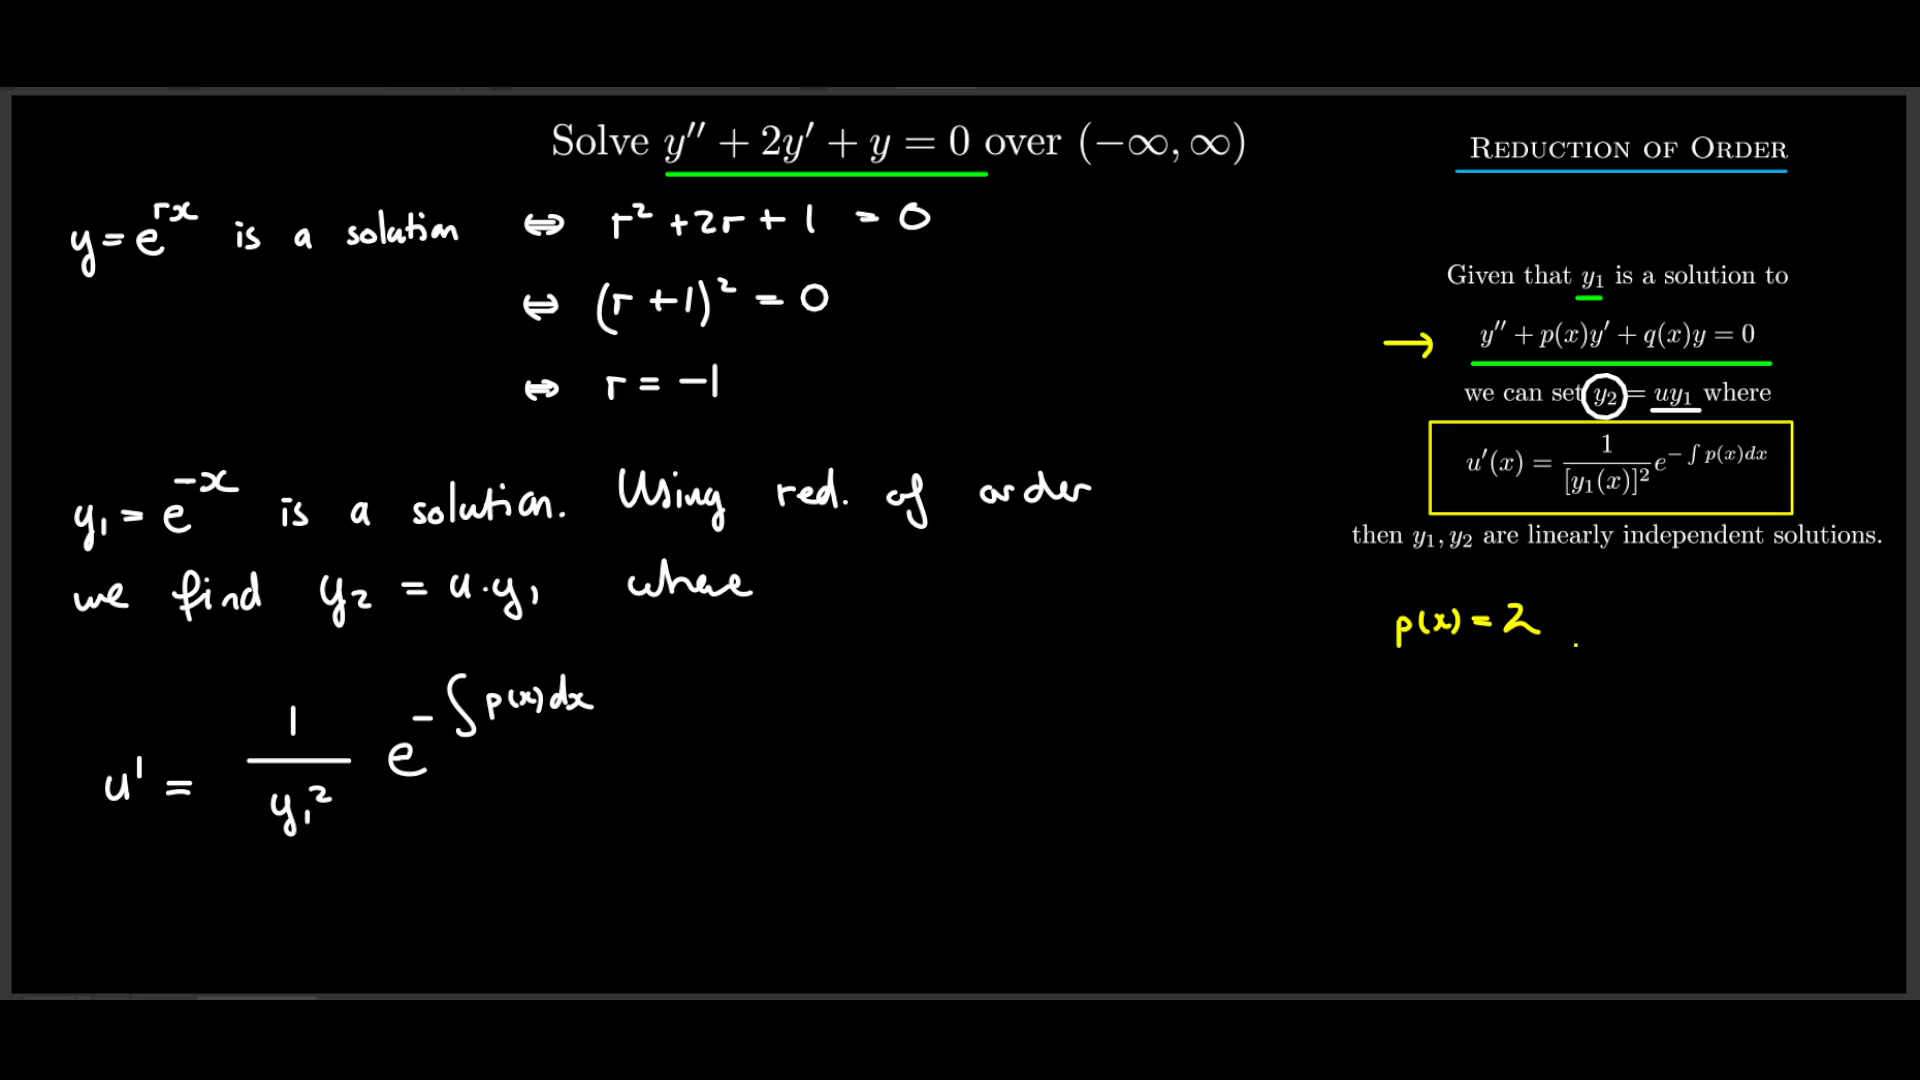 Solve y′′ + 2y′ + y = 0 over (−∞, ∞)
y = e^{rx} is a solution ⇔ r² + 2r + 1 = 0
⇔ (r + 1)² = 0
⇔ r = −1
y₁ = e^{−x} is a solution. Using red. of order
we find y₂ = u·y₁ where
u' = \frac{1}{y₁²} e^{−∫p(x)dx}
REDUCTION OF ORDER
Given that y₁ is a solution to
→ y′′ + p(x)y′ + q(x)y = 0
we can set y₂ = uy₁ where
u′(x) = \frac{1}{[y₁(x)]²} e^{−∫p(x)dx}
then y₁, y₂ are linearly independent solutions.
p(x) = 2 .